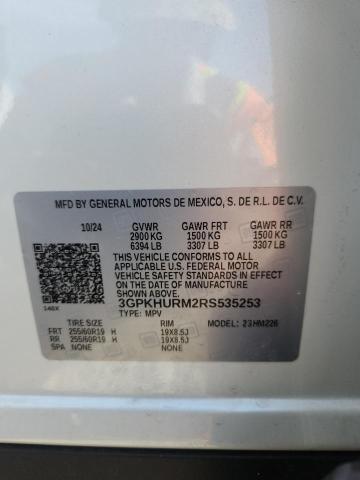 MFD BY GENERAL MOTORS DE MEXICO, S. DE R.L. DE C.V.
10/24 GVWR GAWR FRT GAWR RR
2900 KG 1500 KG 1500 KG
6394 LB 3307 LB 3307 LB
THIS VEHICLE CONFORMS TO ALL
APPLICABLE U.S. FEDERAL MOTOR
VEHICLE SAFETY STANDARDS IN
EFFECT ON THE DATE OF
MANUFACTURE SHOWN ABOVE.
3GPKHURM2RS535253
TYPE: MPV
TIRE SIZE RIM
FRT 255/60R19 H 19X8.5J
RR 255/60R19 H 19X8.5J
SPA NONE NONE
23HM226